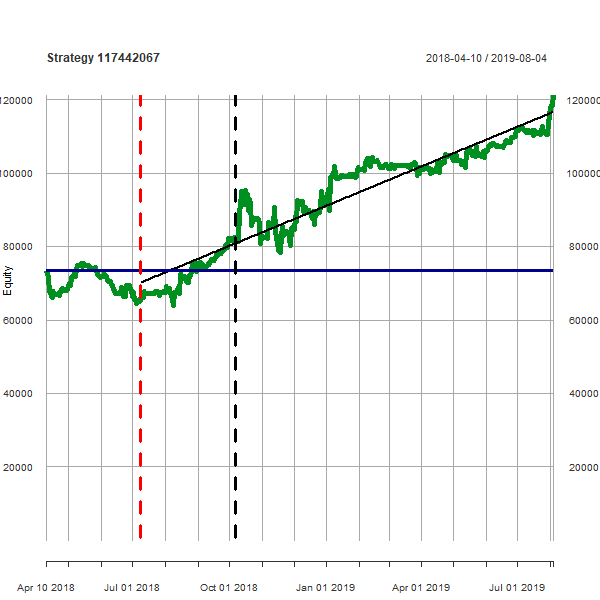 Strategy 117442067 2018-04-10 / 2019-08-04
120000 120000
100000 100000
80000 80000
Equity
60000 60000
40000 40000
20000 20000
Apr 10 2018 Jul 01 2018 Oct 01 2018 Jan 01 2019 Apr 01 2019 Jul 01 2019